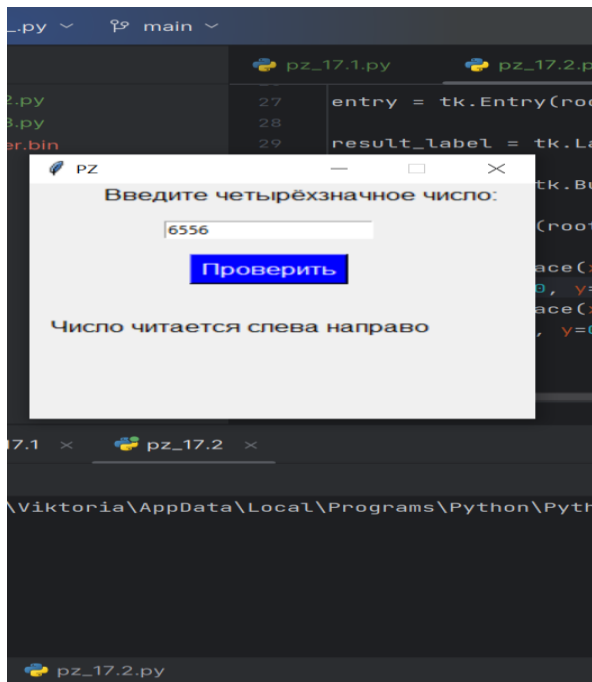 _.py main
pz_17.1.py pz_17.2.p
2.py
27 entry = tk.Entry(roo
3.py
28
er.bin
29 result_label = tk.La
PZ
tk.Bu
Введите четырёхзначное число:
6556
(root
Проверить
ace(
0, y=
ace(
Число читается слева направо
, y=0
17.1 pz_17.2
\Viktoria\AppData\Local\Programs\Python\Pyth
pz_17.2.py